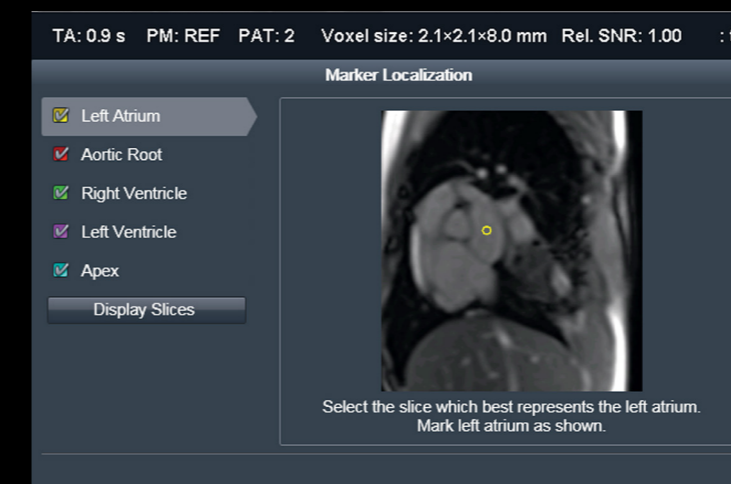 TA: 0.9 s PM: REF PAT: 2 Voxel size: 2.1×2.1×8.0 mm Rel. SNR: 1.00 :
Marker Localization
Left Atrium
Aortic Root
Right Ventricle
Left Ventricle
Apex
Display Slices
Select the slice which best represents the left atrium.
Mark left atrium as shown.